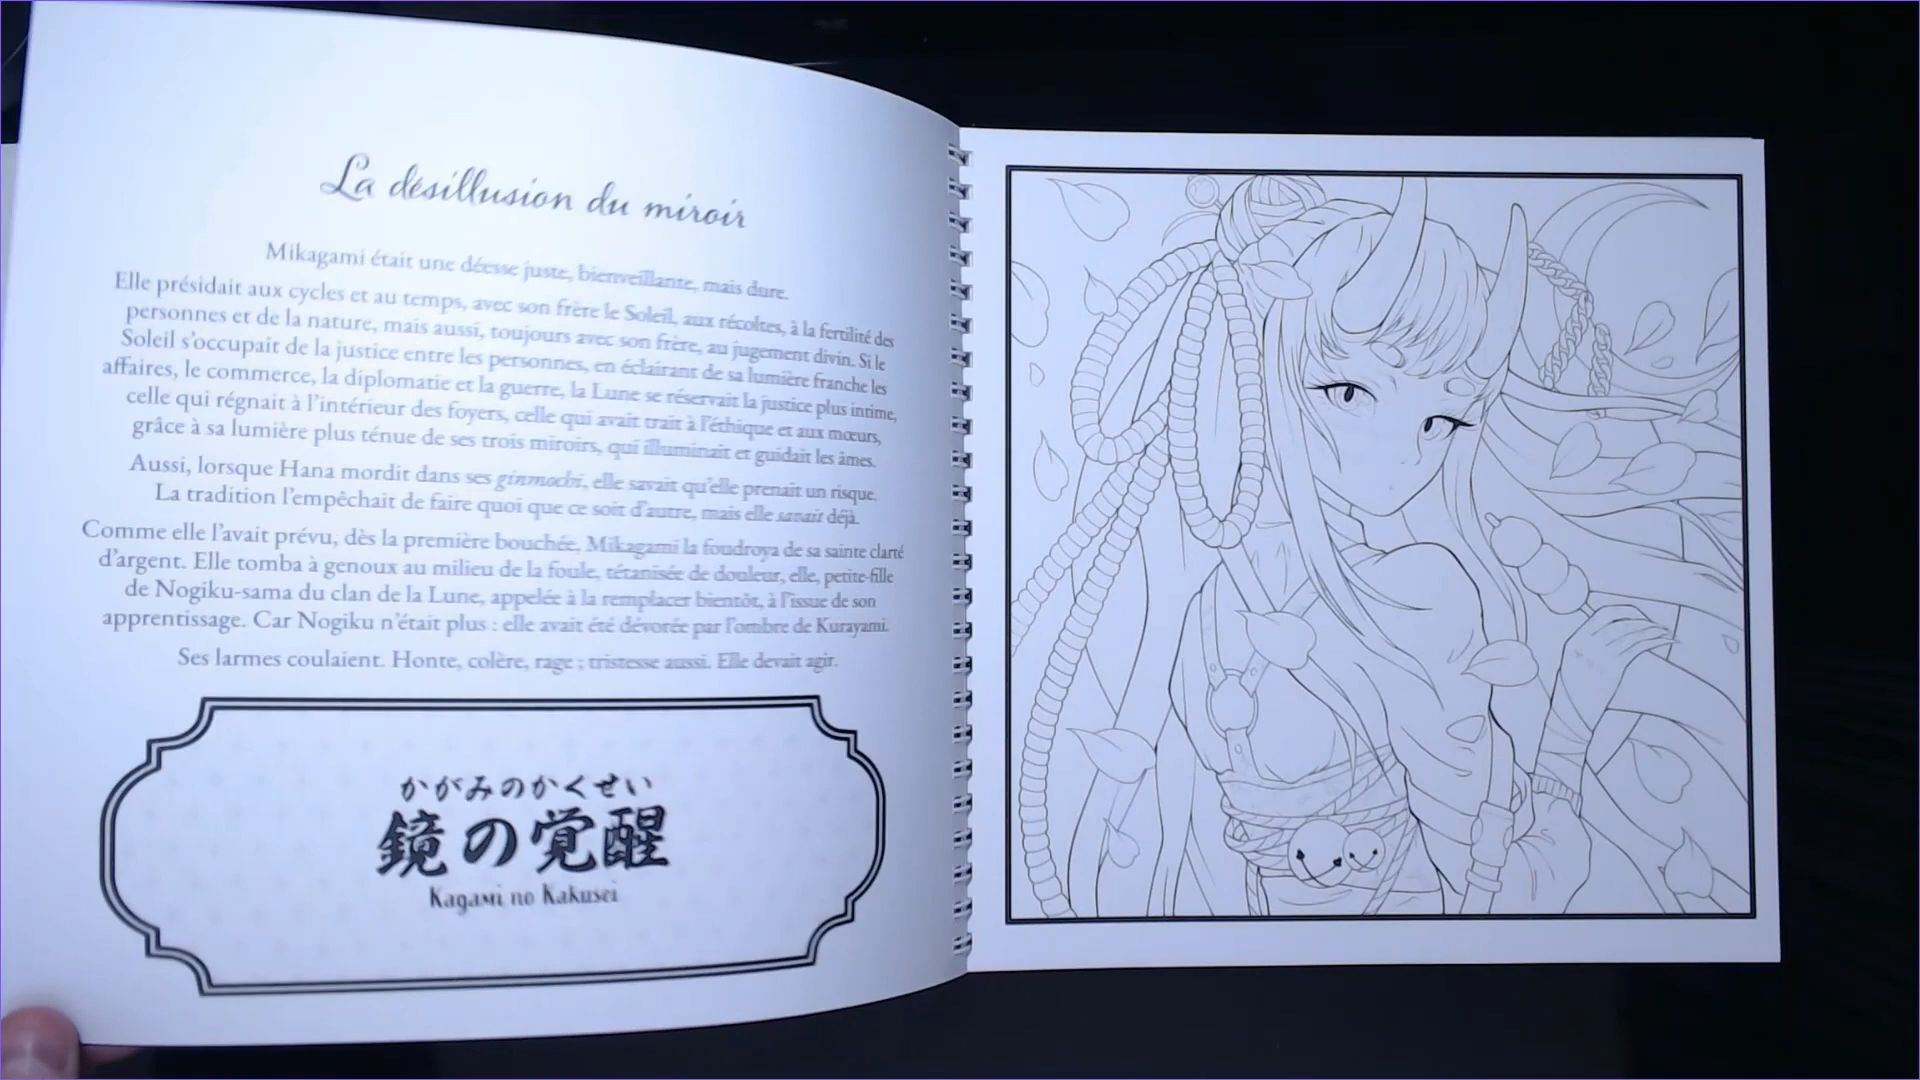 La désillusion du miroir
Mikagami était une déesse juste, bienveillante, mais dure.
Elle présidait aux cycles et au temps, avec son frère le Soleil, aux récoltes, à la fertilité des
personnes et de la nature, mais aussi, toujours avec son frère, au jugement divin. Si le
Soleil s'occupait de la justice entre les personnes, en éclairant de sa lumière franche les
affaires, le commerce, la diplomatie et la guerre, la Lune se réservait la justice plus intime,
celle qui régnait à l'intérieur des foyers, celle qui avait trait à l'éthique et aux mœurs,
grâce à sa lumière plus ténue de ses trois miroirs, qui illuminait et guidait les âmes.
Aussi, lorsque Hana mordit dans ses ginmochi, elle savait qu'elle prenait un risque.
La tradition l'empêchait de faire quoi que ce soit d'autre, mais elle savait déjà.
Comme elle l'avait prévu, dès la première bouchée, Mikagami la foudroya de sa sainte clarté
d'argent. Elle tomba à genoux au milieu de la foule, tétanisée de douleur, elle, petite-fille
de Nogiku-sama du clan de la Lune, appelée à la remplacer bientôt, à l'issue de son
apprentissage. Car Nogiku n'était plus : elle avait été dévorée par l'ombre de Kurayami.
Ses larmes coulaient. Honte, colère, rage ; tristesse aussi. Elle devait agir.
かがみのかくせい
鏡の覚醒
Kagami no Kakusei